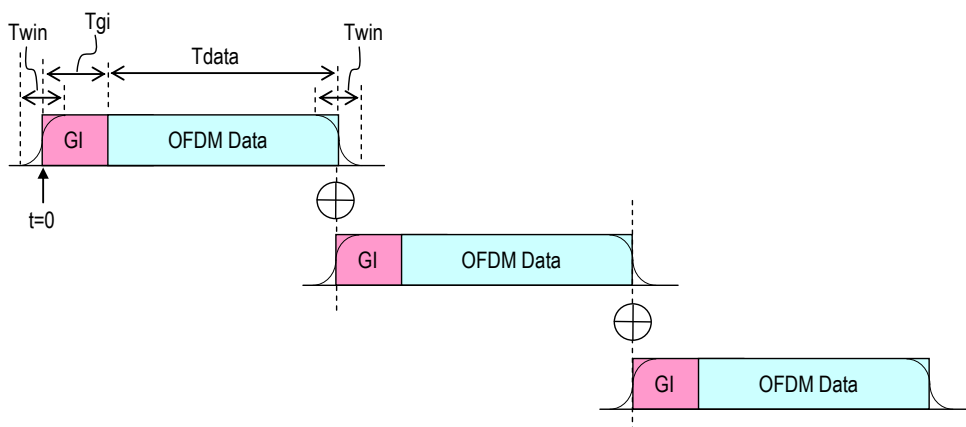 Tgi
Twin
Twin
Tdata
GI
OFDM Data
t=0
GI
OFDM Data
GI
OFDM Data